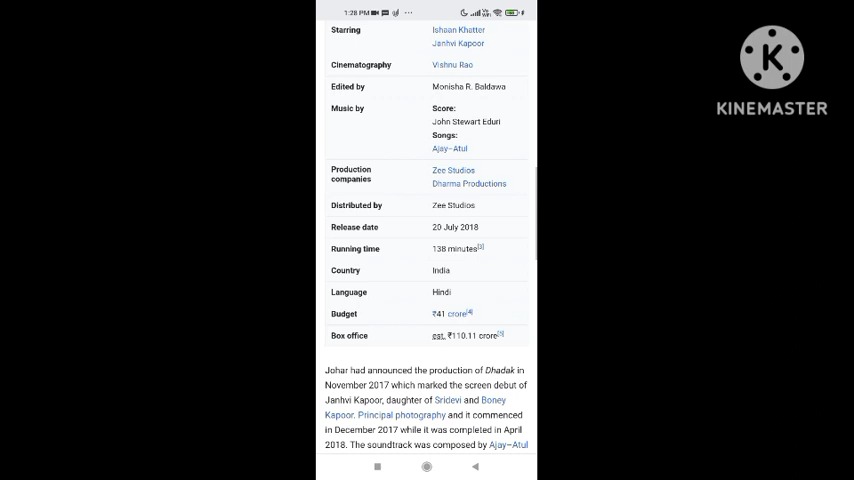 1:28 PM
Starring Ishaan Khatter
Janhvi Kapoor
Cinematography Vishnu Rao
Edited by Monisha R. Baldawa
Music by Score:
John Stewart Eduri
Songs:
Ajay–Atul
Production companies Zee Studios
Dharma Productions
Distributed by Zee Studios
Release date 20 July 2018
Running time 138 minutes[3]
Country India
Language Hindi
Budget ₹41 crore[4]
Box office est. ₹110.11 crore[5]
Johar had announced the production of Dhadak in
November 2017 which marked the screen debut of
Janhvi Kapoor, daughter of Sridevi and Boney
Kapoor. Principal photography and it commenced
in December 2017 while it was completed in April
2018. The soundtrack was composed by Ajay–Atul
KINEMASTER